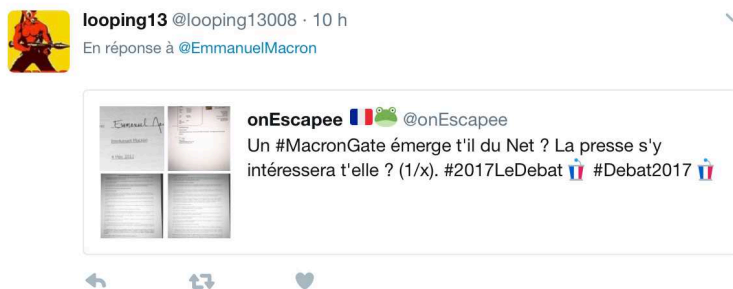 looping13 @looping13008 · 10 h
En réponse à @EmmanuelMacron
onEscapee 🇫🇷🐸 @onEscapee
Un #MacronGate émerge t'il du Net ? La presse s'y
intéressera t'elle ? (1/x). #2017LeDebat #Debat2017
Emmanuel Macron